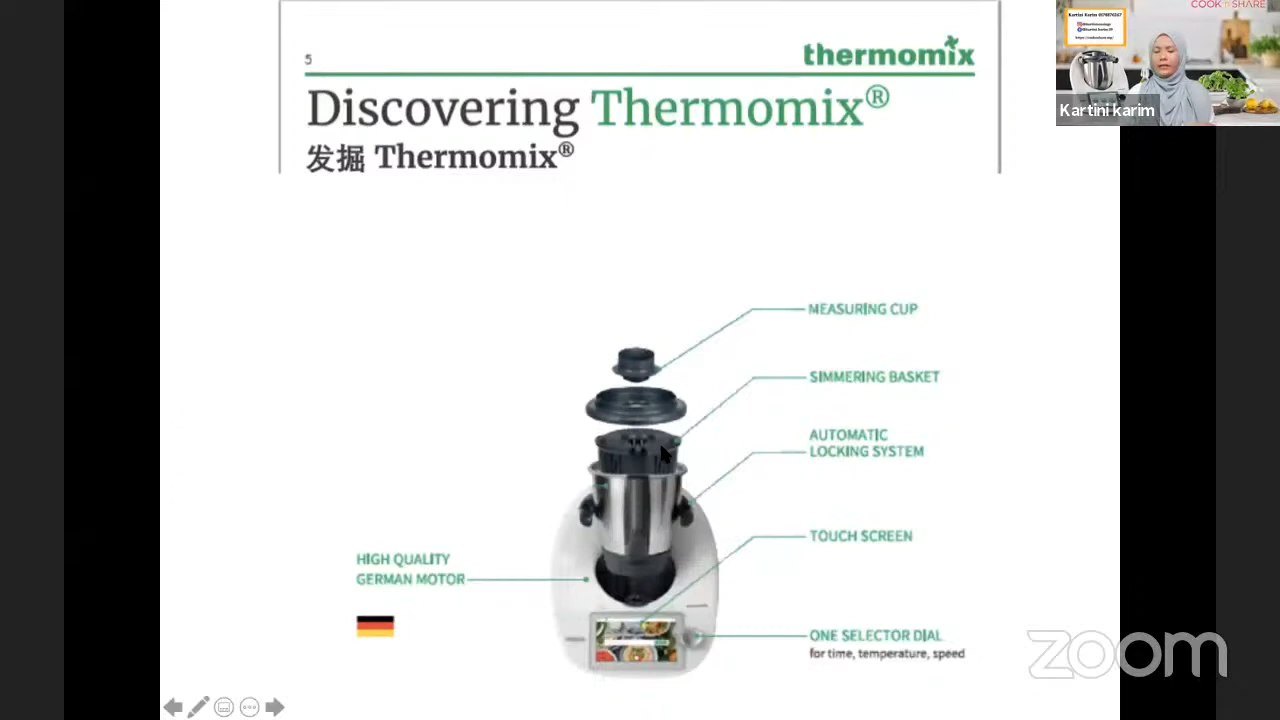 5
thermomix
Discovering Thermomix®
发掘 Thermomix®
MEASURING CUP
SIMMERING BASKET
AUTOMATIC
LOCKING SYSTEM
TOUCH SCREEN
HIGH QUALITY
GERMAN MOTOR
ONE SELECTOR DIAL
for time, temperature, speed
COOK n SHARE
Kartini karim
zoom